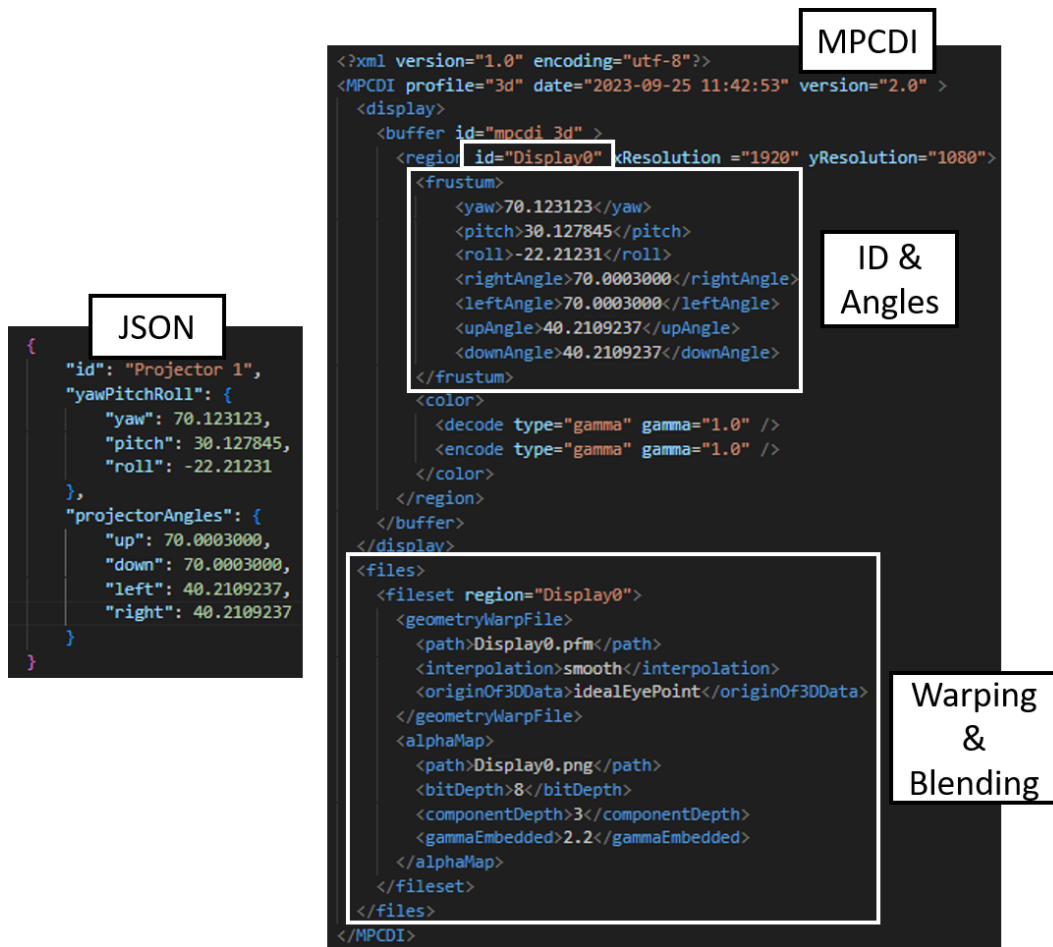 JSON
{
"id": "Projector 1",
"yawPitchRoll": {
"yaw": 70.123123,
"pitch": 30.127845,
"roll": -22.21231
},
"projectorAngles": {
"up": 70.0003000,
"down": 70.0003000,
"left": 40.2109237,
"right": 40.2109237
}
}
MPCDI
<?xml version="1.0" encoding="utf-8"?>
<MPCDI profile="3d" date="2023-09-25 11:42:53" version="2.0" >
<display>
<buffer id="mpcdi_3d" >
<region id="Display0" xResolution ="1920" yResolution="1080">
<frustum>
<yaw>70.123123</yaw>
<pitch>30.127845</pitch>
<roll>-22.21231</roll>
<rightAngle>70.0003000</rightAngle>
<leftAngle>70.0003000</leftAngle>
<upAngle>40.2109237</upAngle>
<downAngle>40.2109237</downAngle>
</frustum>
<color>
<decode type="gamma" gamma="1.0" />
<encode type="gamma" gamma="1.0" />
</color>
</region>
</buffer>
</display>
<files>
<fileset region="Display0">
<geometryWarpFile>
<path>Display0.pfm</path>
<interpolation>smooth</interpolation>
<originOf3DData>idealEyePoint</originOf3DData>
</geometryWarpFile>
<alphaMap>
<path>Display0.png</path>
<bitDepth>8</bitDepth>
<componentDepth>3</componentDepth>
<gammaEmbedded>2.2</gammaEmbedded>
</alphaMap>
</fileset>
</files>
</MPCDI>
ID &
Angles
Warping
&
Blending